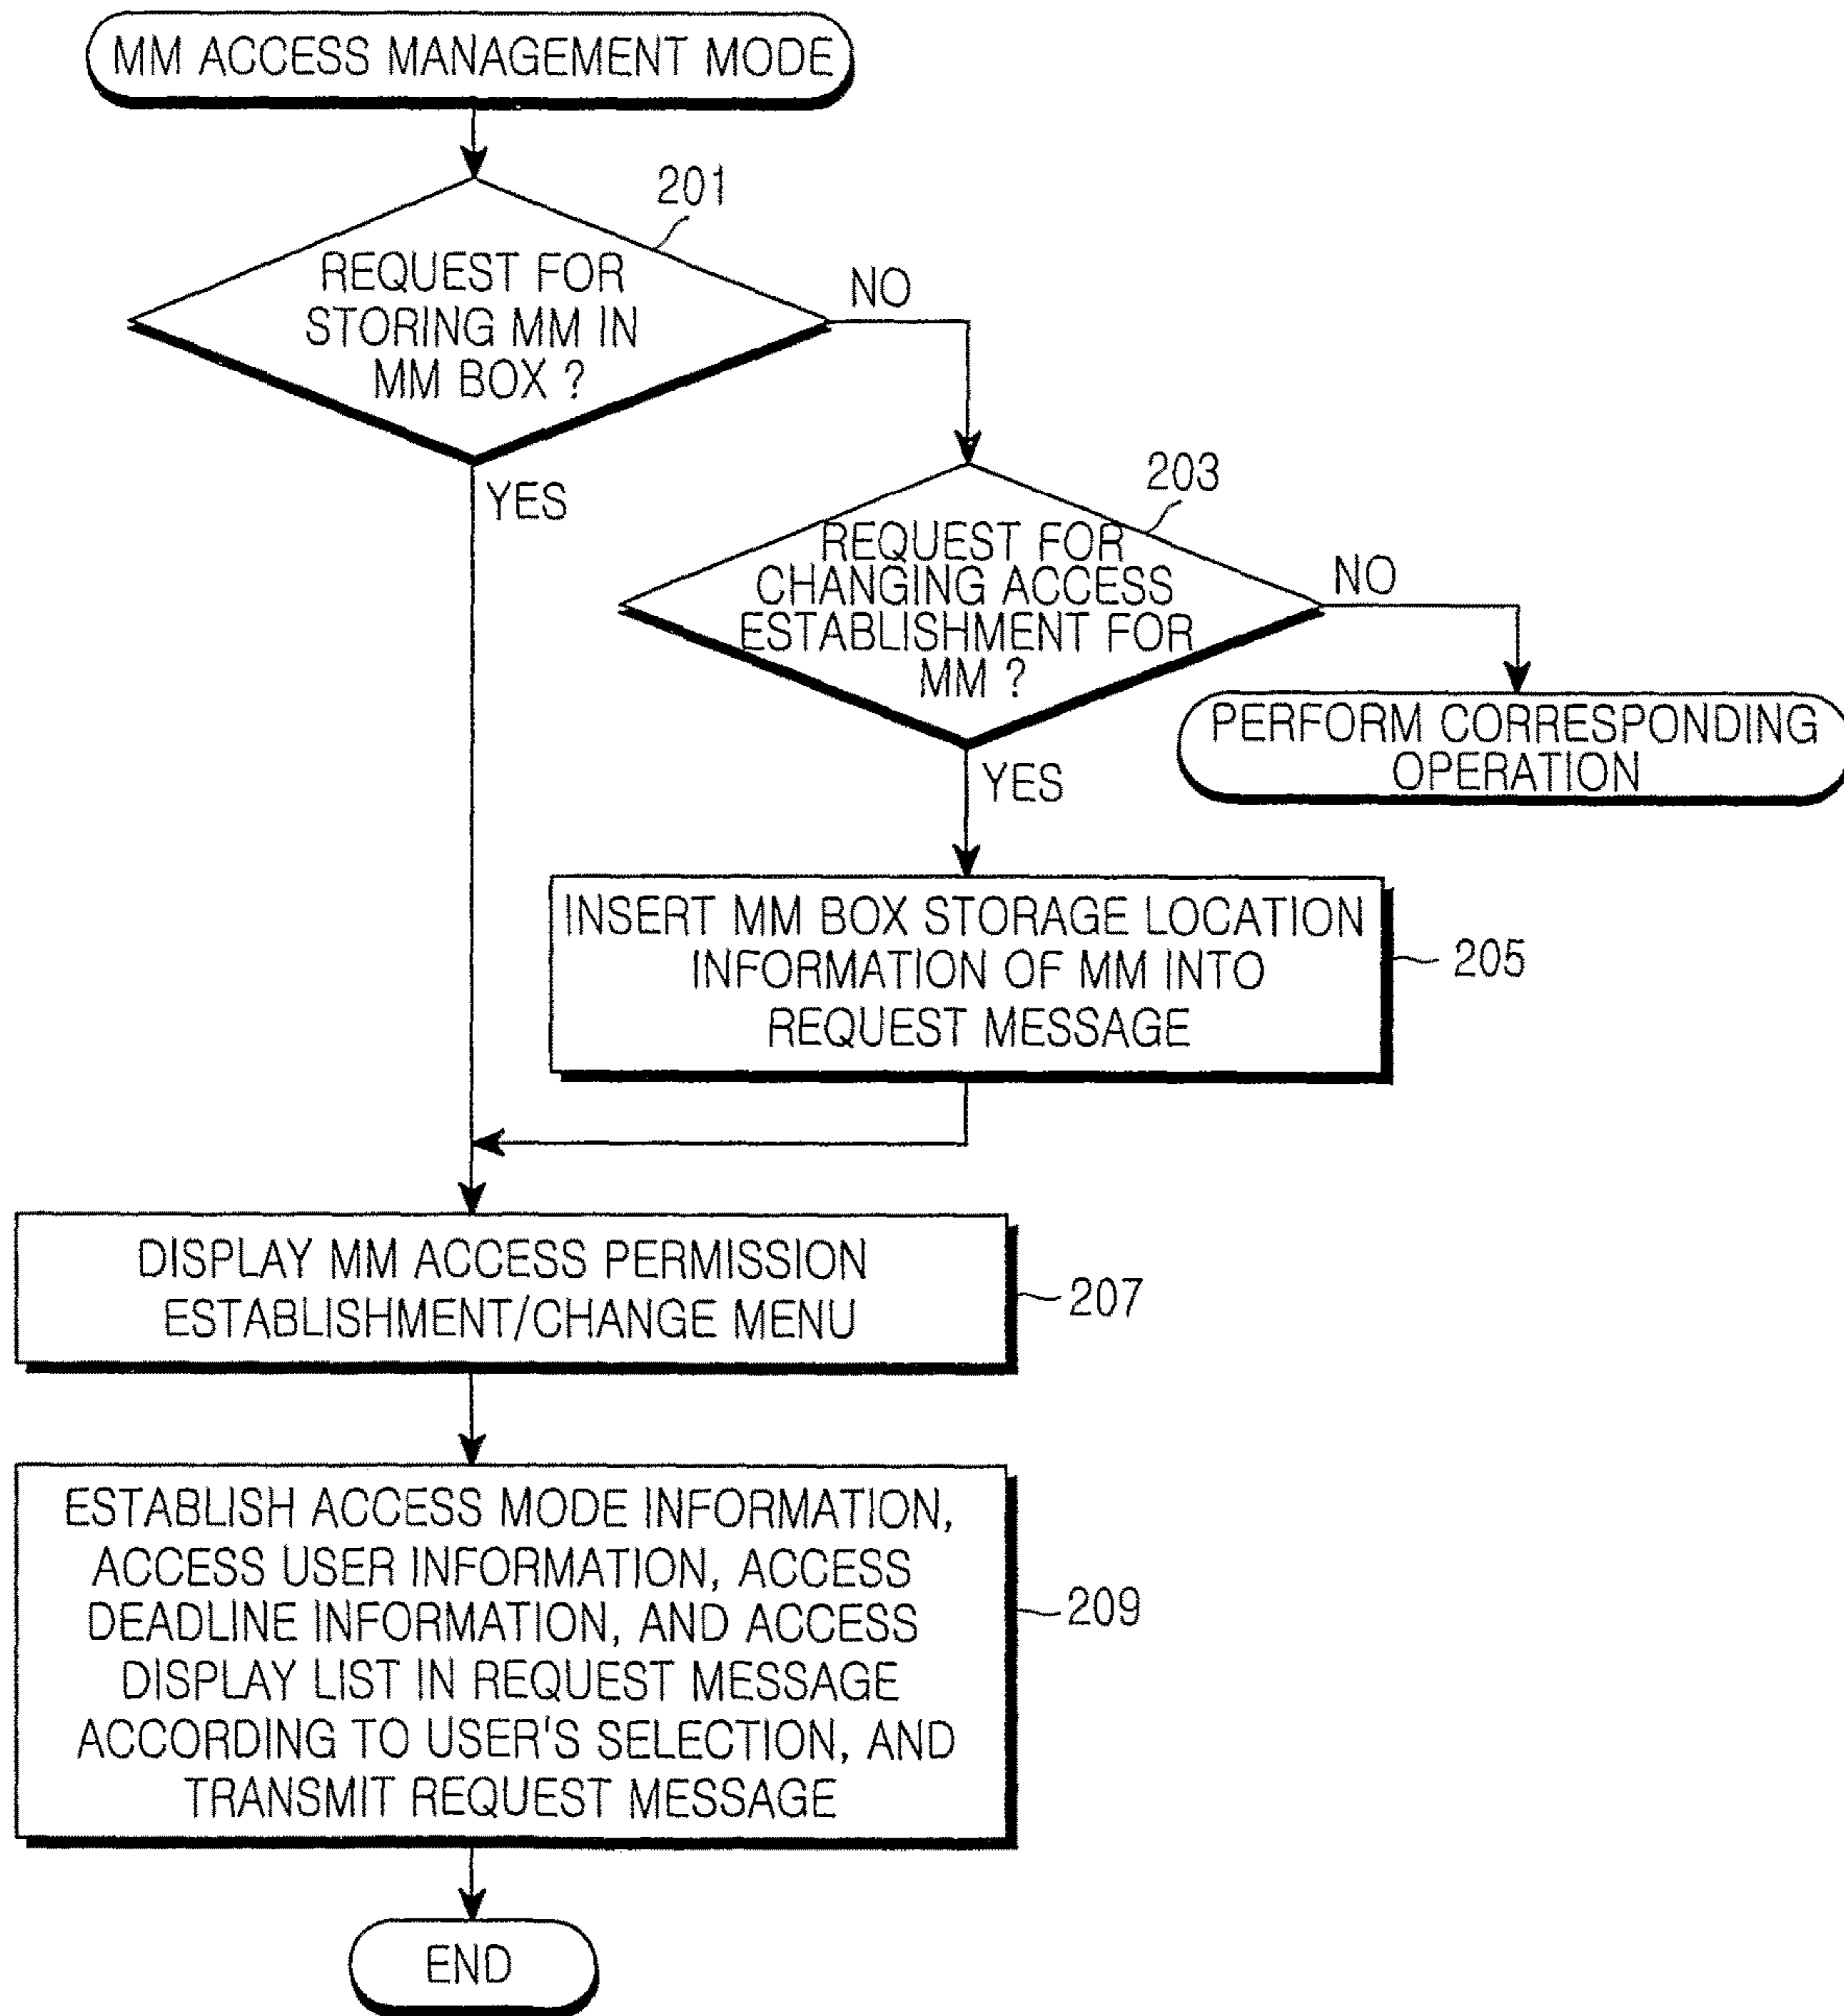 MM ACCESS MANAGEMENT MODE
201
REQUEST FOR
STORING MM IN
MM BOX ?
NO
YES
203
REQUEST FOR
CHANGING ACCESS
ESTABLISHMENT FOR
MM ?
NO
YES
PERFORM CORRESPONDING
OPERATION
INSERT MM BOX STORAGE LOCATION
INFORMATION OF MM INTO
REQUEST MESSAGE
205
DISPLAY MM ACCESS PERMISSION
ESTABLISHMENT/CHANGE MENU
207
ESTABLISH ACCESS MODE INFORMATION,
ACCESS USER INFORMATION, ACCESS
DEADLINE INFORMATION, AND ACCESS
DISPLAY LIST IN REQUEST MESSAGE
ACCORDING TO USER'S SELECTION, AND
TRANSMIT REQUEST MESSAGE
209
END